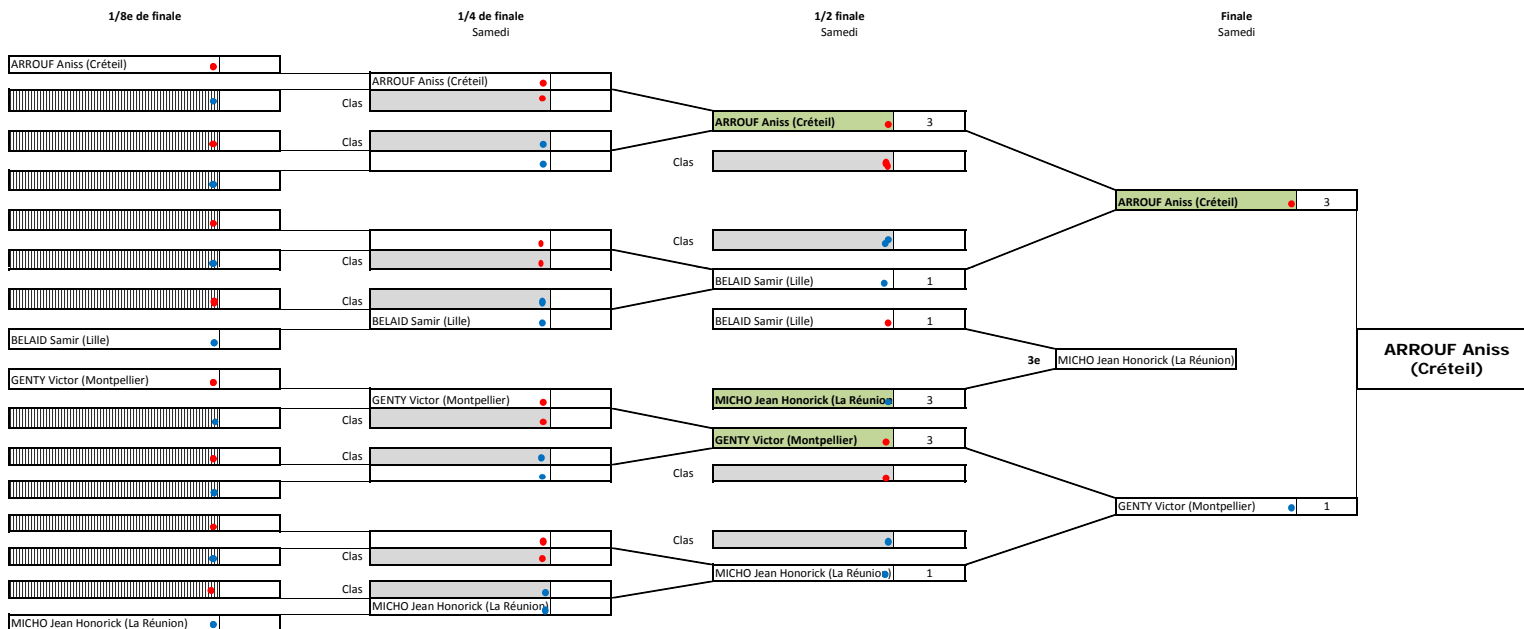 1/8e de finale
1/4 de finale
1/2 finale
Finale
Samedi
Samedi
Samedi
ARROUF Aniss (Créteil)
ARROUF Aniss (Créteil)
Clas
ARROUF Aniss (Créteil) 3
Clas
Clas
ARROUF Aniss (Créteil) 3
Clas
Clas
BELAID Samir (Lille) 1
Clas
BELAID Samir (Lille)
BELAID Samir (Lille) 1
BELAID Samir (Lille)
3e MICHO Jean Honorick (La Réunion)
ARROUF Aniss
(Créteil)
GENTY Victor (Montpellier)
GENTY Victor (Montpellier)
MICHO Jean Honorick (La Réunion 3
Clas
GENTY Victor (Montpellier) 3
Clas
Clas
GENTY Victor (Montpellier) 1
Clas
Clas
MICHO Jean Honorick (La Réunion) 1
Clas
MICHO Jean Honorick (La Réunion)
MICHO Jean Honorick (La Réunion)